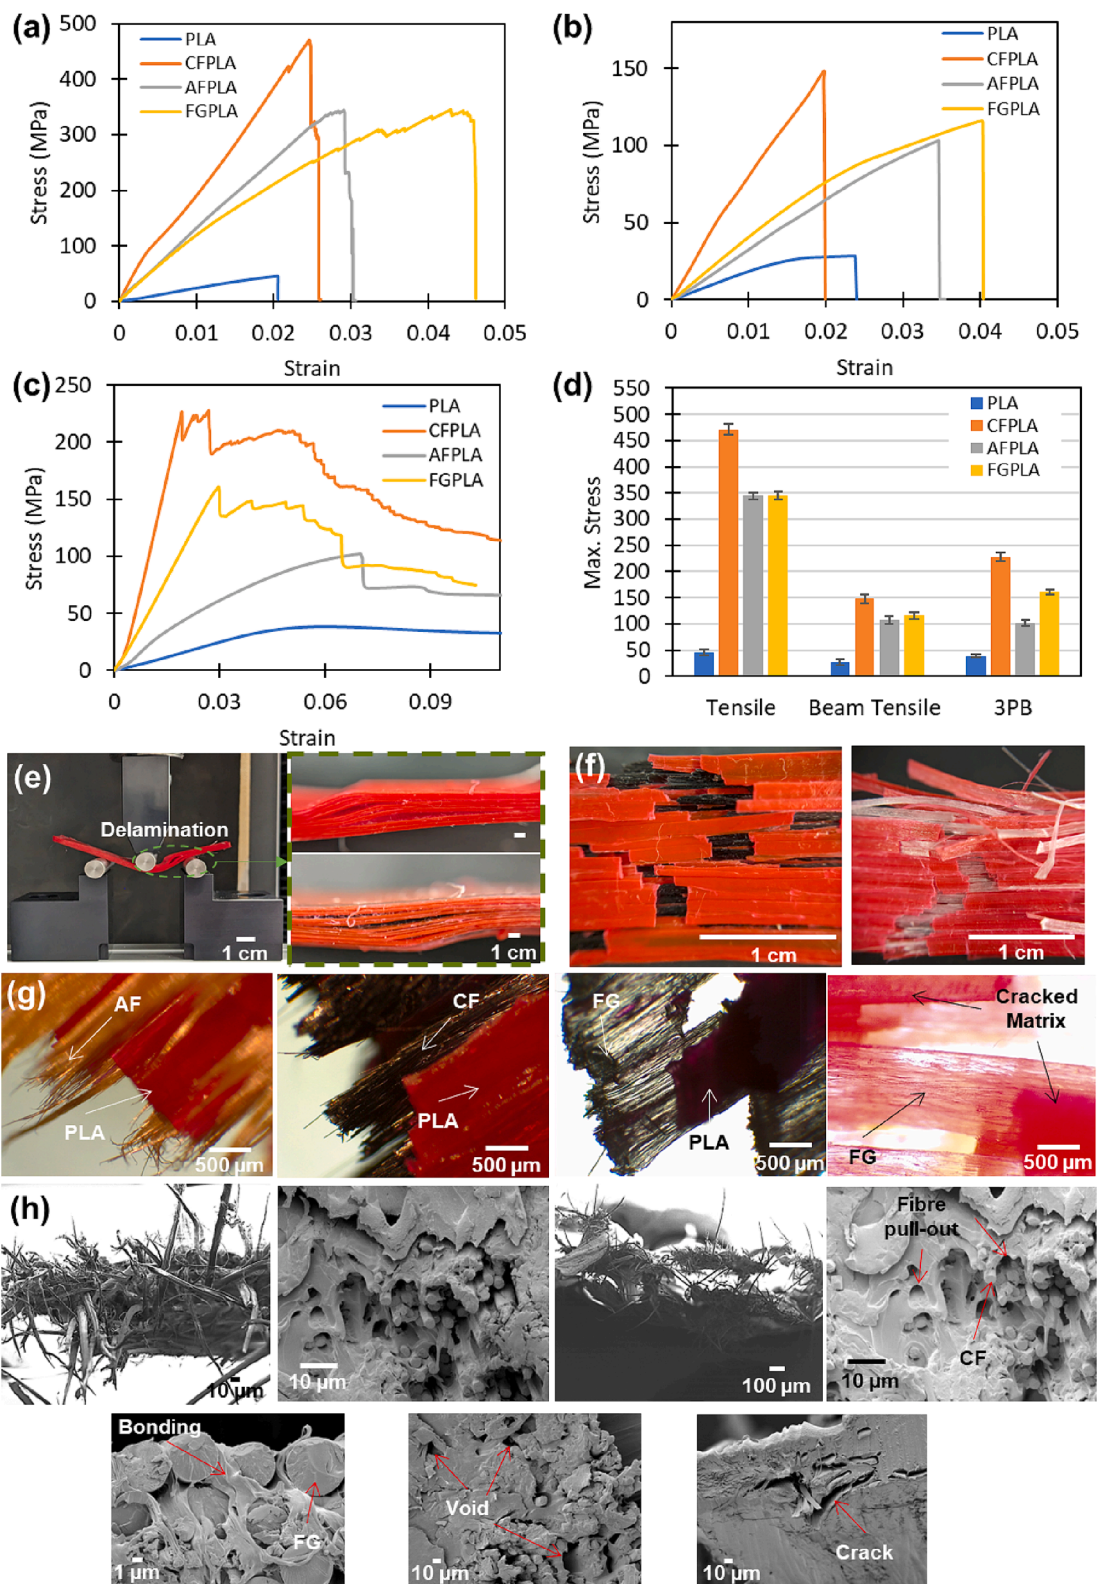 (a)
500
400
300
200
100
0
Stress (MPa)
PLA
CFPLA
AFPLA
FGPLA
0 0.01 0.02 0.03 0.04 0.05
Strain
(b)
150
100
50
0
Stress (MPa)
PLA
CFPLA
AFPLA
FGPLA
0 0.01 0.02 0.03 0.04 0.05
Strain
(c)
250
200
150
100
50
0
Stress (MPa)
PLA
CFPLA
AFPLA
FGPLA
0 0.03 0.06 0.09
Strain
(d)
550
500
450
400
350
300
250
200
150
100
50
0
Max. Stress
PLA
CFPLA
AFPLA
FGPLA
Tensile Beam Tensile 3PB
(e)
Delamination
1 cm
(f)
1 cm
1 cm
(g)
AF
PLA
500 µm
CF
PLA
500 µm
FG
PLA
500 µm
Cracked
Matrix
FG
500 µm
(h)
10 µm
10 µm
100 µm
Fibre
pull-out
CF
10 µm
Bonding
FG
1 µm
Void
10 µm
Crack
10 µm